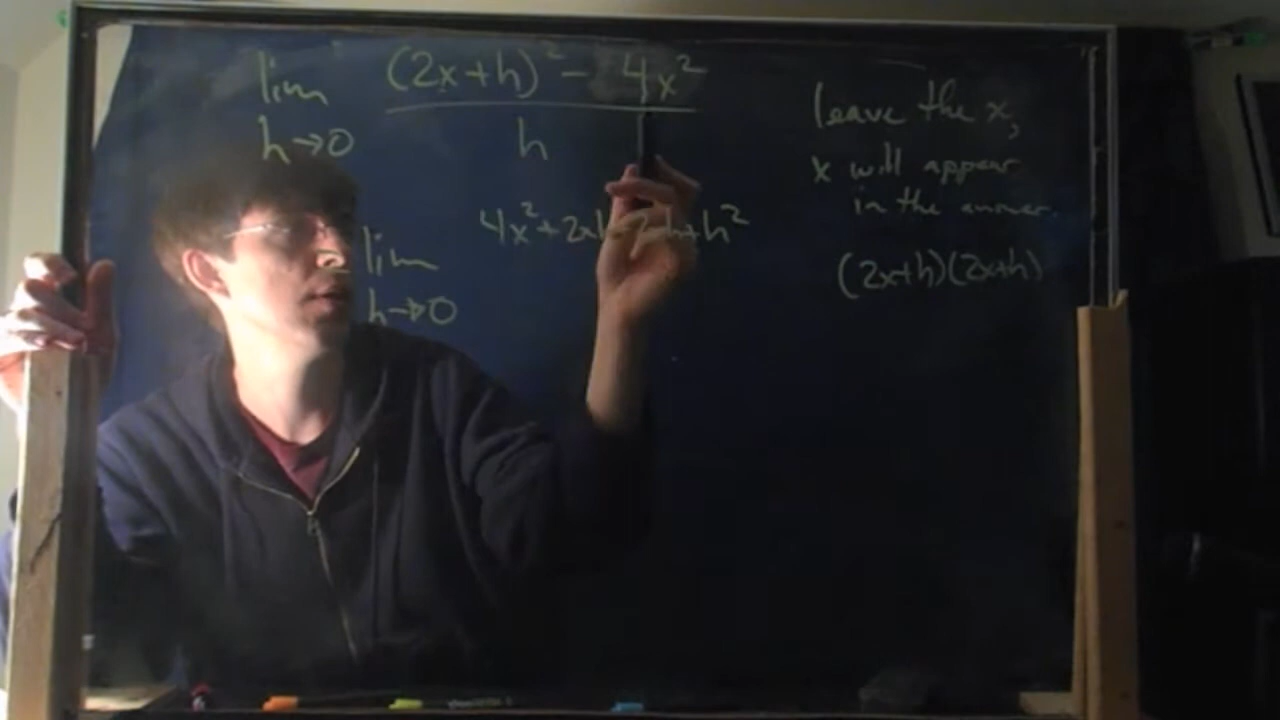 lim (2x+h)² - 4x²
h→0 h
4x²+2xh+2xh+h²
lim
h→0
leave the x,
x will appear
in the answer.
(2x+h)(2x+h)